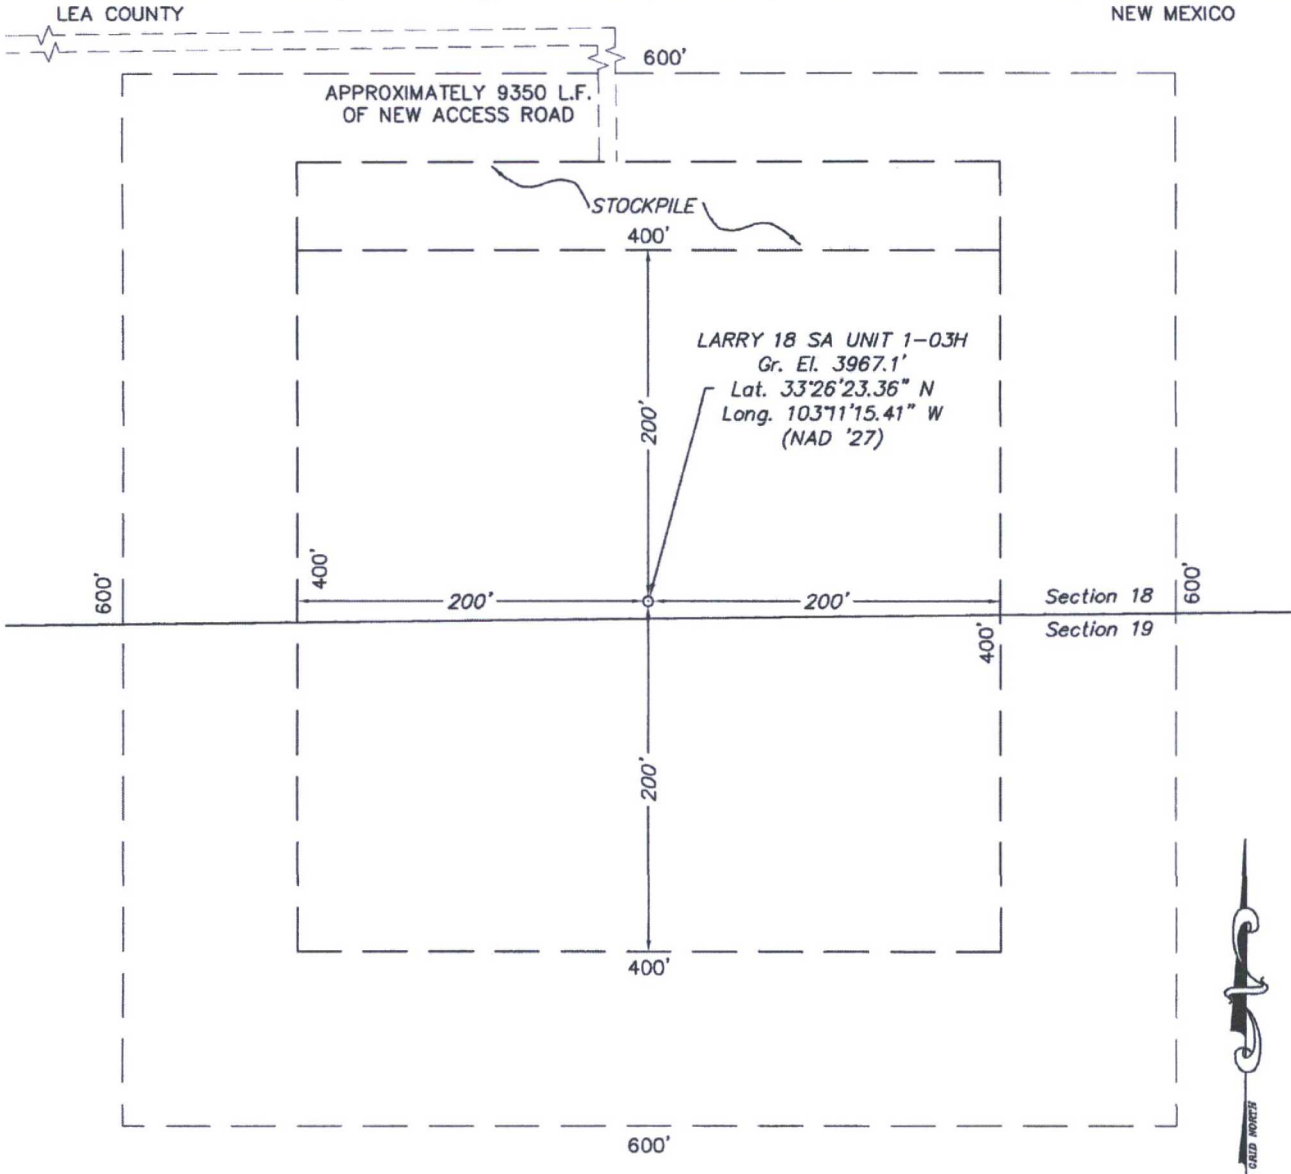 LEA COUNTY
NEW MEXICO
600'
APPROXIMATELY 9350 L.F.
OF NEW ACCESS ROAD
STOCKPILE
400'
LARRY 18 SA UNIT 1-03H
Gr. El. 3967.1'
Lat. 33°26'23.36" N
Long. 103°11'15.41" W
(NAD '27)
200'
400'
600'
200'
200'
Section 18
600'
Section 19
400'
200'
400'
600'
GRID NORTH